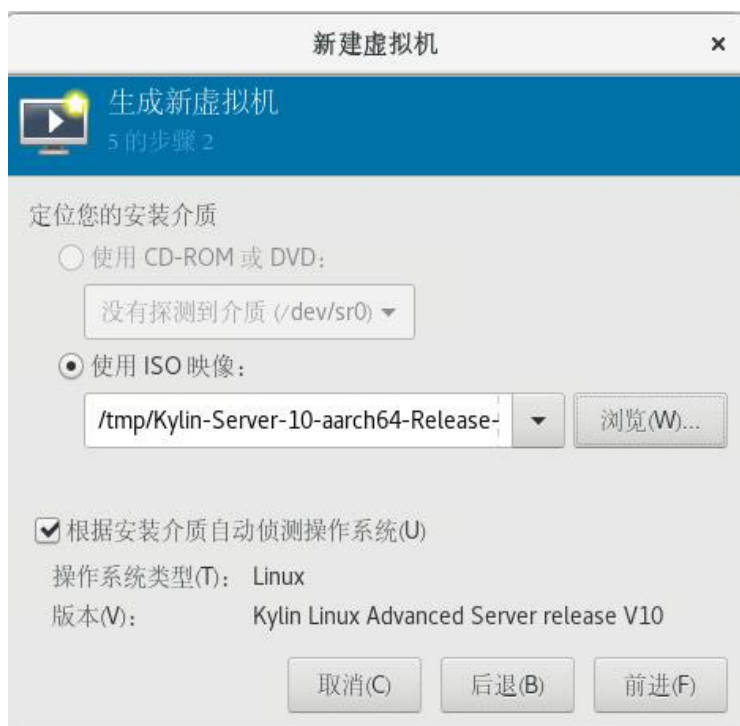 新建虚拟机 ×
生成新虚拟机
5 的步骤 2
定位您的安装介质
使用 CD-ROM 或 DVD:
没有探测到介质 (/dev/sr0)
使用 ISO 映像:
/tmp/Kylin-Server-10-aarch64-Release-
浏览(W)...
根据安装介质自动侦测操作系统(U)
操作系统类型(T): Linux
版本(V): Kylin Linux Advanced Server release V10
取消(C) 后退(B) 前进(F)